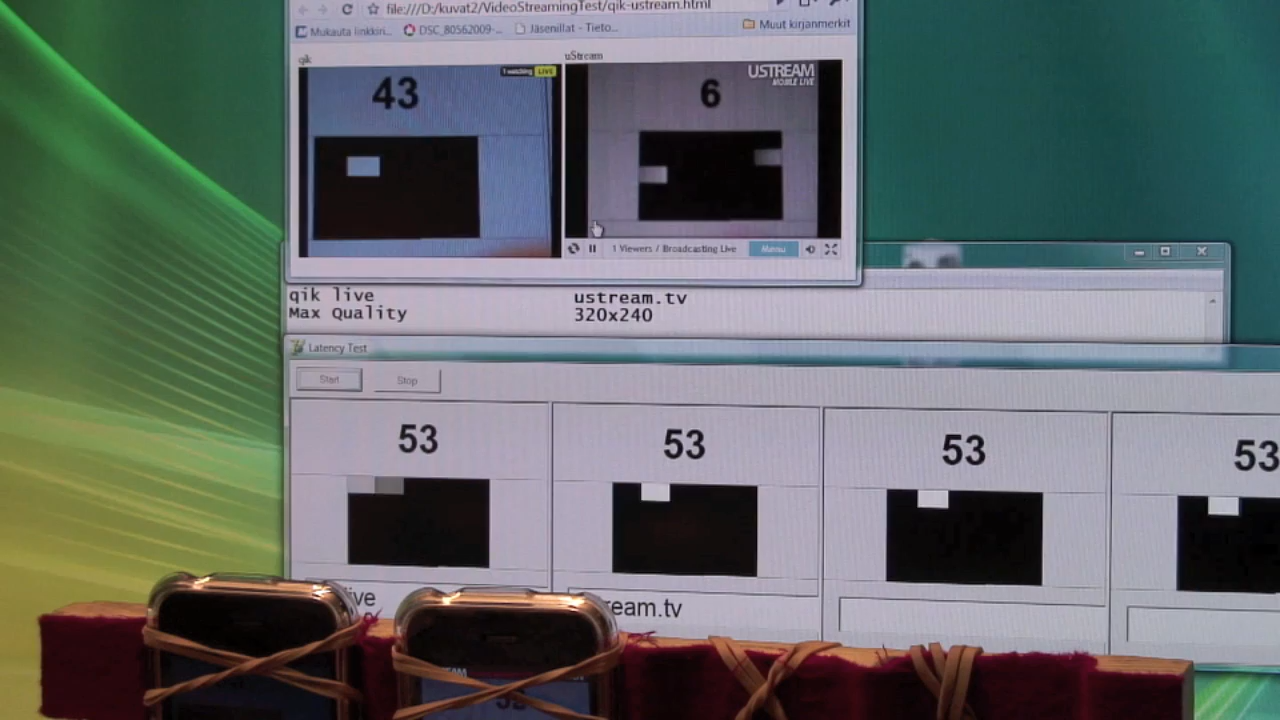 file:///D:/kuvat2/VideoStreamingTest/qik-ustream.html
Mukauta linkkiri... DSC_80562009-... Jäsenillat - Tieto... Muut kirjanmerkit
qik uStream
1 watching LIVE
USTREAM
MOBILE LIVE
43 6
1 Viewers / Broadcasting Live Menu
qik live ustream.tv
Max Quality 320x240
Latency Test
Start Stop
53 53 53 53
ive ream.tv